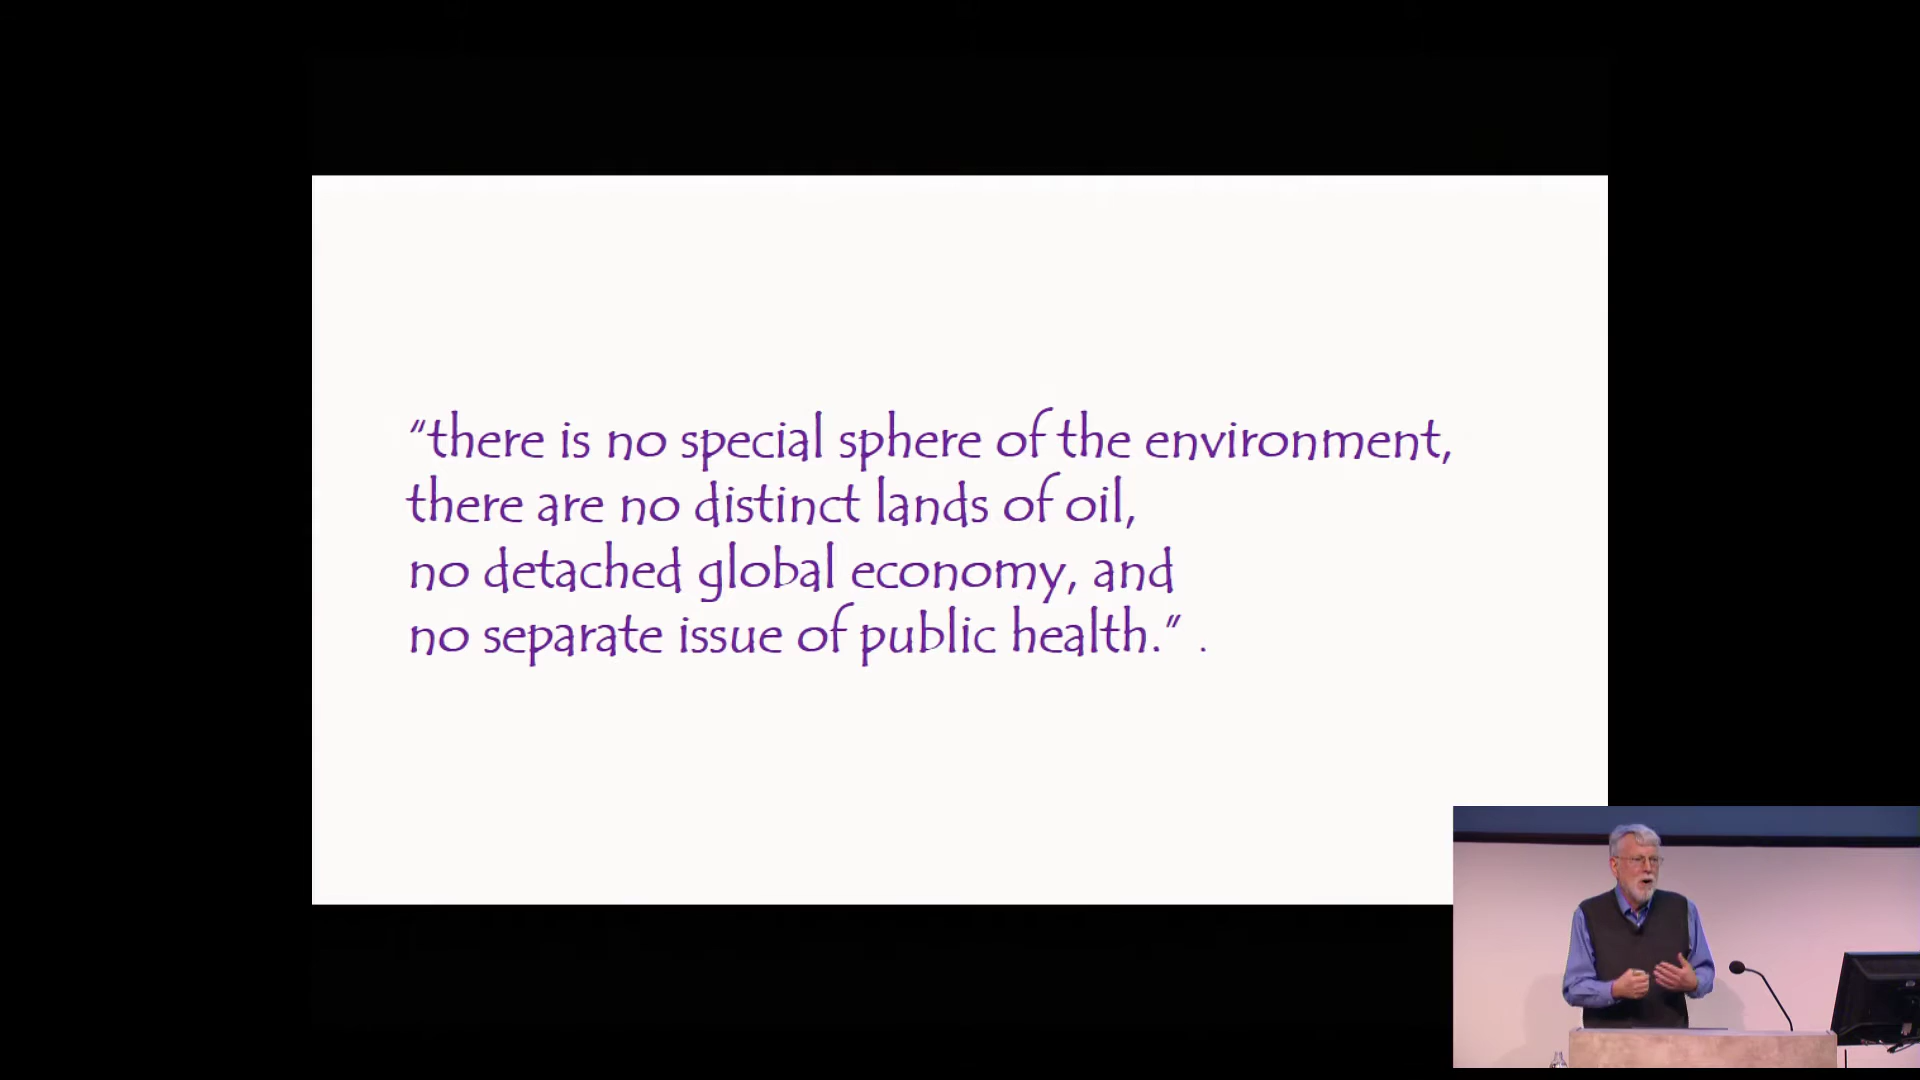 “there is no special sphere of the environment,
there are no distinct lands of oil,
no detached global economy, and
no separate issue of public health.” .